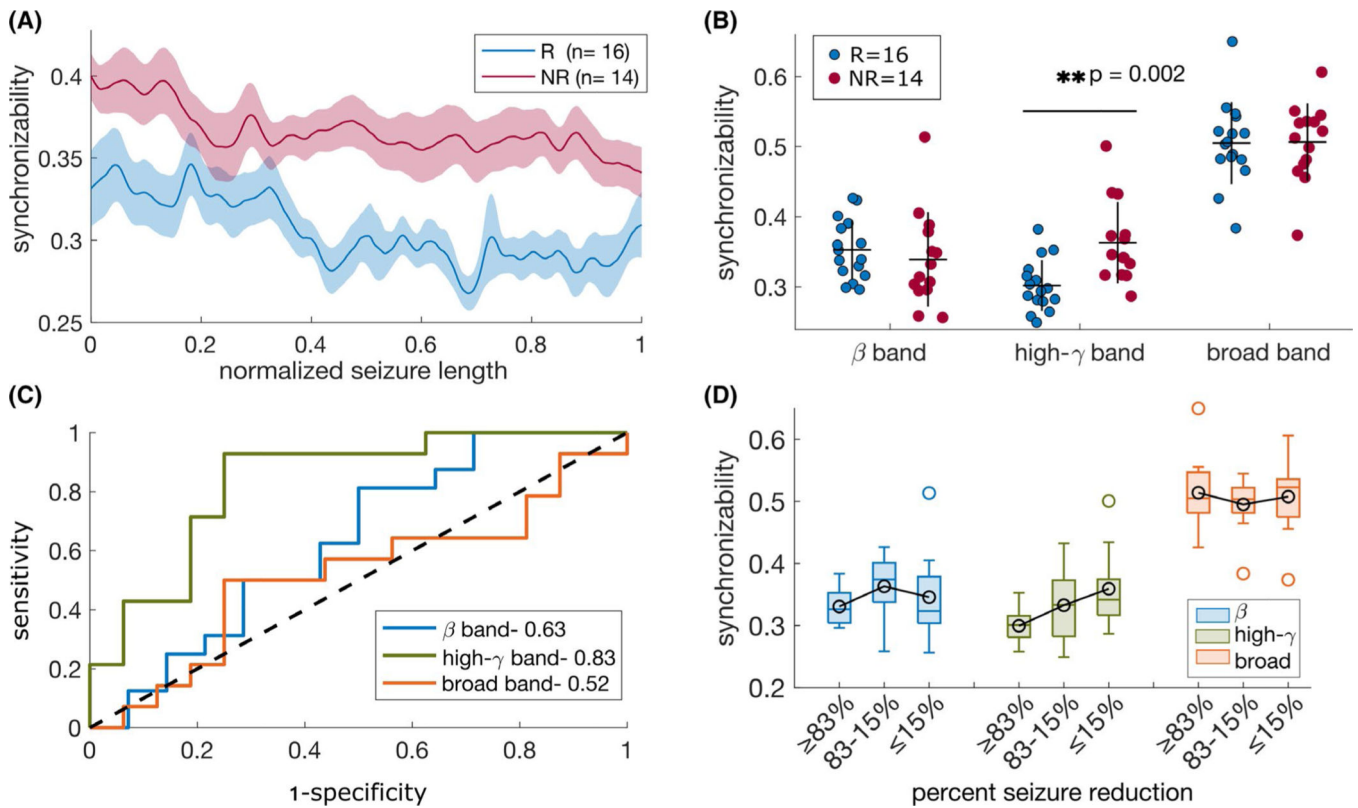 (A)
R (n= 16)
NR (n= 14)
synchronizability
0.4
0.35
0.3
0.25
0 0.2 0.4 0.6 0.8 1
normalized seizure length
(B)
R=16
NR=14
✱✱p = 0.002
synchronizability
0.6
0.5
0.4
0.3
β band high-γ band broad band
(C)
sensitivity
1
0.8
0.6
0.4
0.2
0
β band- 0.63
high-γ band- 0.83
broad band- 0.52
0 0.2 0.4 0.6 0.8 1
1-specificity
(D)
synchronizability
0.6
0.5
0.4
0.3
0.2
β
high-γ
broad
≥83% 83-15% ≤15% ≥83% 83-15% ≤15% ≥83% 83-15% ≤15%
percent seizure reduction